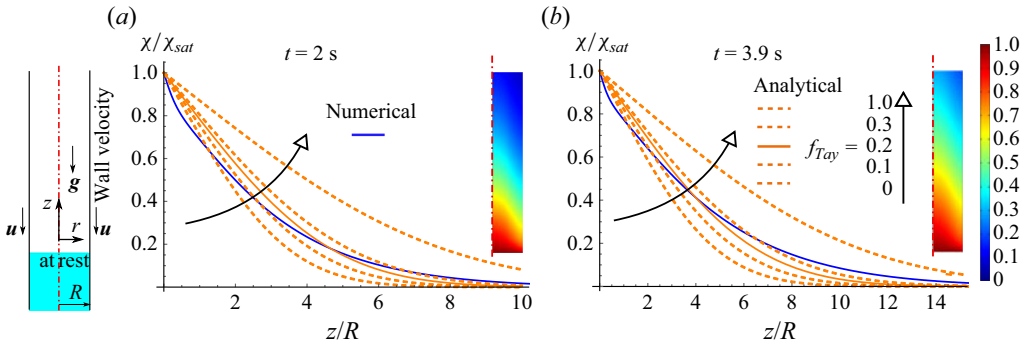 (a)
χ/χsat
t = 2 s
1.0
0.8
0.6
0.4
0.2
2 4 6 8 10
z/R
Numerical
Wall velocity
g
z
r
u
u
at rest
R
(b)
χ/χsat
t = 3.9 s
1.0
0.8
0.6
0.4
0.2
0 2 4 6 8 10 12 14
z/R
Analytical
fTay =
1.0
0.3
0.2
0.1
0
1.0
0.9
0.8
0.7
0.6
0.5
0.4
0.3
0.2
0.1
0